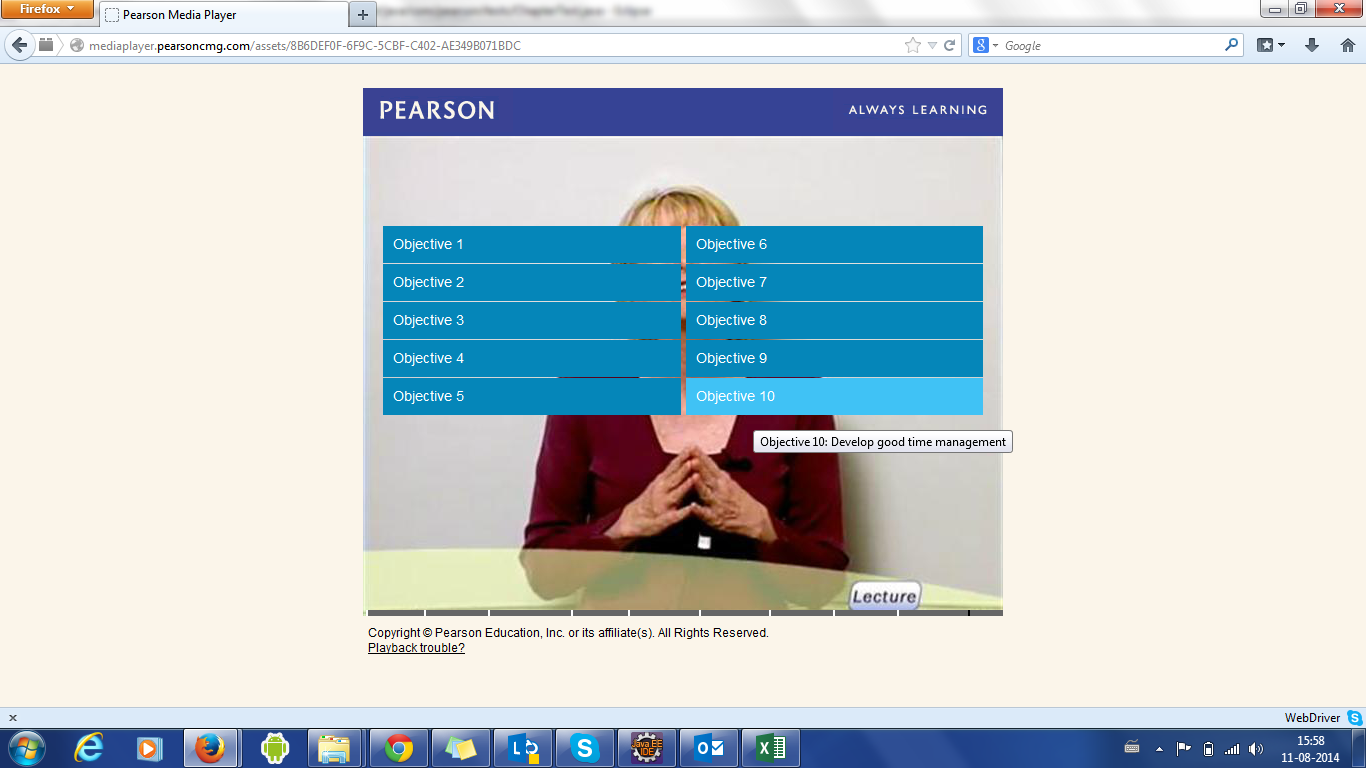 Firefox
Pearson Media Player
mediaplayer.pearsoncmg.com/assets/8B6DEF0F-6F9C-5CBF-C402-AE349B071BDC
Google
PEARSON
ALWAYS LEARNING
Objective 1
Objective 6
Objective 2
Objective 7
Objective 3
Objective 8
Objective 4
Objective 9
Objective 5
Objective 10
Objective 10: Develop good time management
Lecture
Copyright © Pearson Education, Inc. or its affiliate(s). All Rights Reserved.
Playback trouble?
WebDriver
Java EE
IDE
15:58
11-08-2014